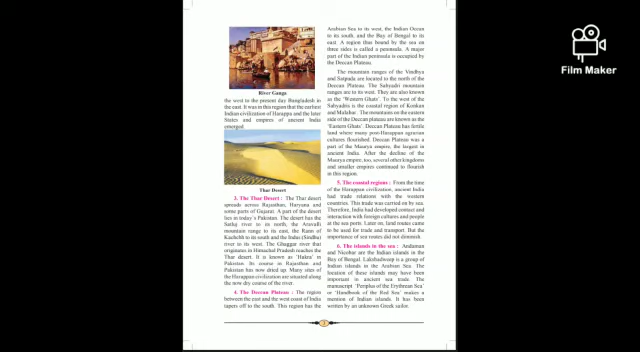 River Ganga
the west to the present day Bangladesh in
the east. It was in this region that the earliest
Indian civilization of Harappa and the later
States and empires of ancient India
emerged.
Thar Desert
3. The Thar Desert : The Thar desert
spreads across Rajasthan, Haryana and
some parts of Gujarat. A part of the desert
lies in today's Pakistan. The desert has the
Satluj river to its north, the Aravalli
mountain range to its east, the Rann of
Kachchh to its south and the Indus (Sindhu)
river to its west. The Ghaggar river that
originates in Himachal Pradesh reaches the
Thar desert. It is known as 'Hakra' in
Pakistan. Its course in Rajasthan and
Pakistan has now dried up. Many sites of
the Harappan civilization are situated along
the now dry course of the river.
4. The Deccan Plateau : The region
between the east and the west coast of India
tapers off to the south. This region has the
Arabian Sea to its west, the Indian Ocean
to its south, and the Bay of Bengal to its
east. A region thus bound by the sea on
three sides is called a peninsula. A major
part of the Indian peninsula is occupied by
the Deccan Plateau.
The mountain ranges of the Vindhya
and Satpuda are located to the north of the
Deccan Plateau. The Sahyadri mountain
ranges are to its west. They are also known
as the 'Western Ghats'. To the west of the
Sahyadris is the coastal region of Konkan
and Malabar. The mountains on the eastern
side of the Deccan plateau are known as the
'Eastern Ghats'. Deccan Plateau has fertile
land where many post-Harappan agrarian
cultures flourished. Deccan Plateau was a
part of the Maurya empire, the largest in
ancient India. After the decline of the
Maurya empire, too, several other kingdoms
and smaller empires continued to flourish
in this region.
5. The coastal regions : From the time
of the Harappan civilization, ancient India
had trade relations with the western
countries. This trade was carried on by sea.
Therefore, India had developed contact and
interaction with foreign cultures and people
at the sea ports. Later on, land routes came
to be used for trade and transport. But the
importance of sea routes did not diminish.
6. The islands in the sea : Andaman
and Nicobar are the Indian islands in the
Bay of Bengal. Lakshadweep is a group of
Indian islands in the Arabian Sea. The
location of these islands may have been
important in ancient sea trade. The
manuscript 'Periplus of the Erythrean Sea'
or 'Handbook of the Red Sea' makes a
mention of Indian islands. It has been
written by an unknown Greek sailor.
3
Film Maker